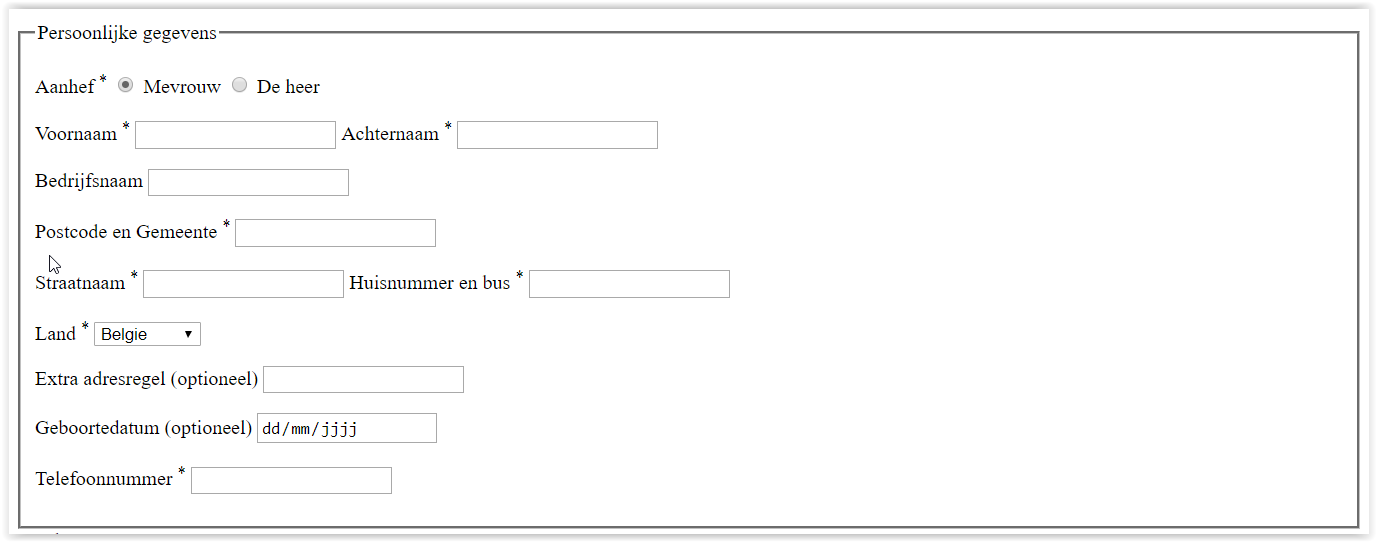 Persoonlijke gegevens
Aanhef * Mevrouw De heer
Voornaam * Achternaam *
Bedrijfsnaam
Postcode en Gemeente *
Straatnaam * Huisnummer en bus *
Land * Belgie
Extra adresregel (optioneel)
Geboortedatum (optioneel) dd/mm/jjjj
Telefoonnummer *